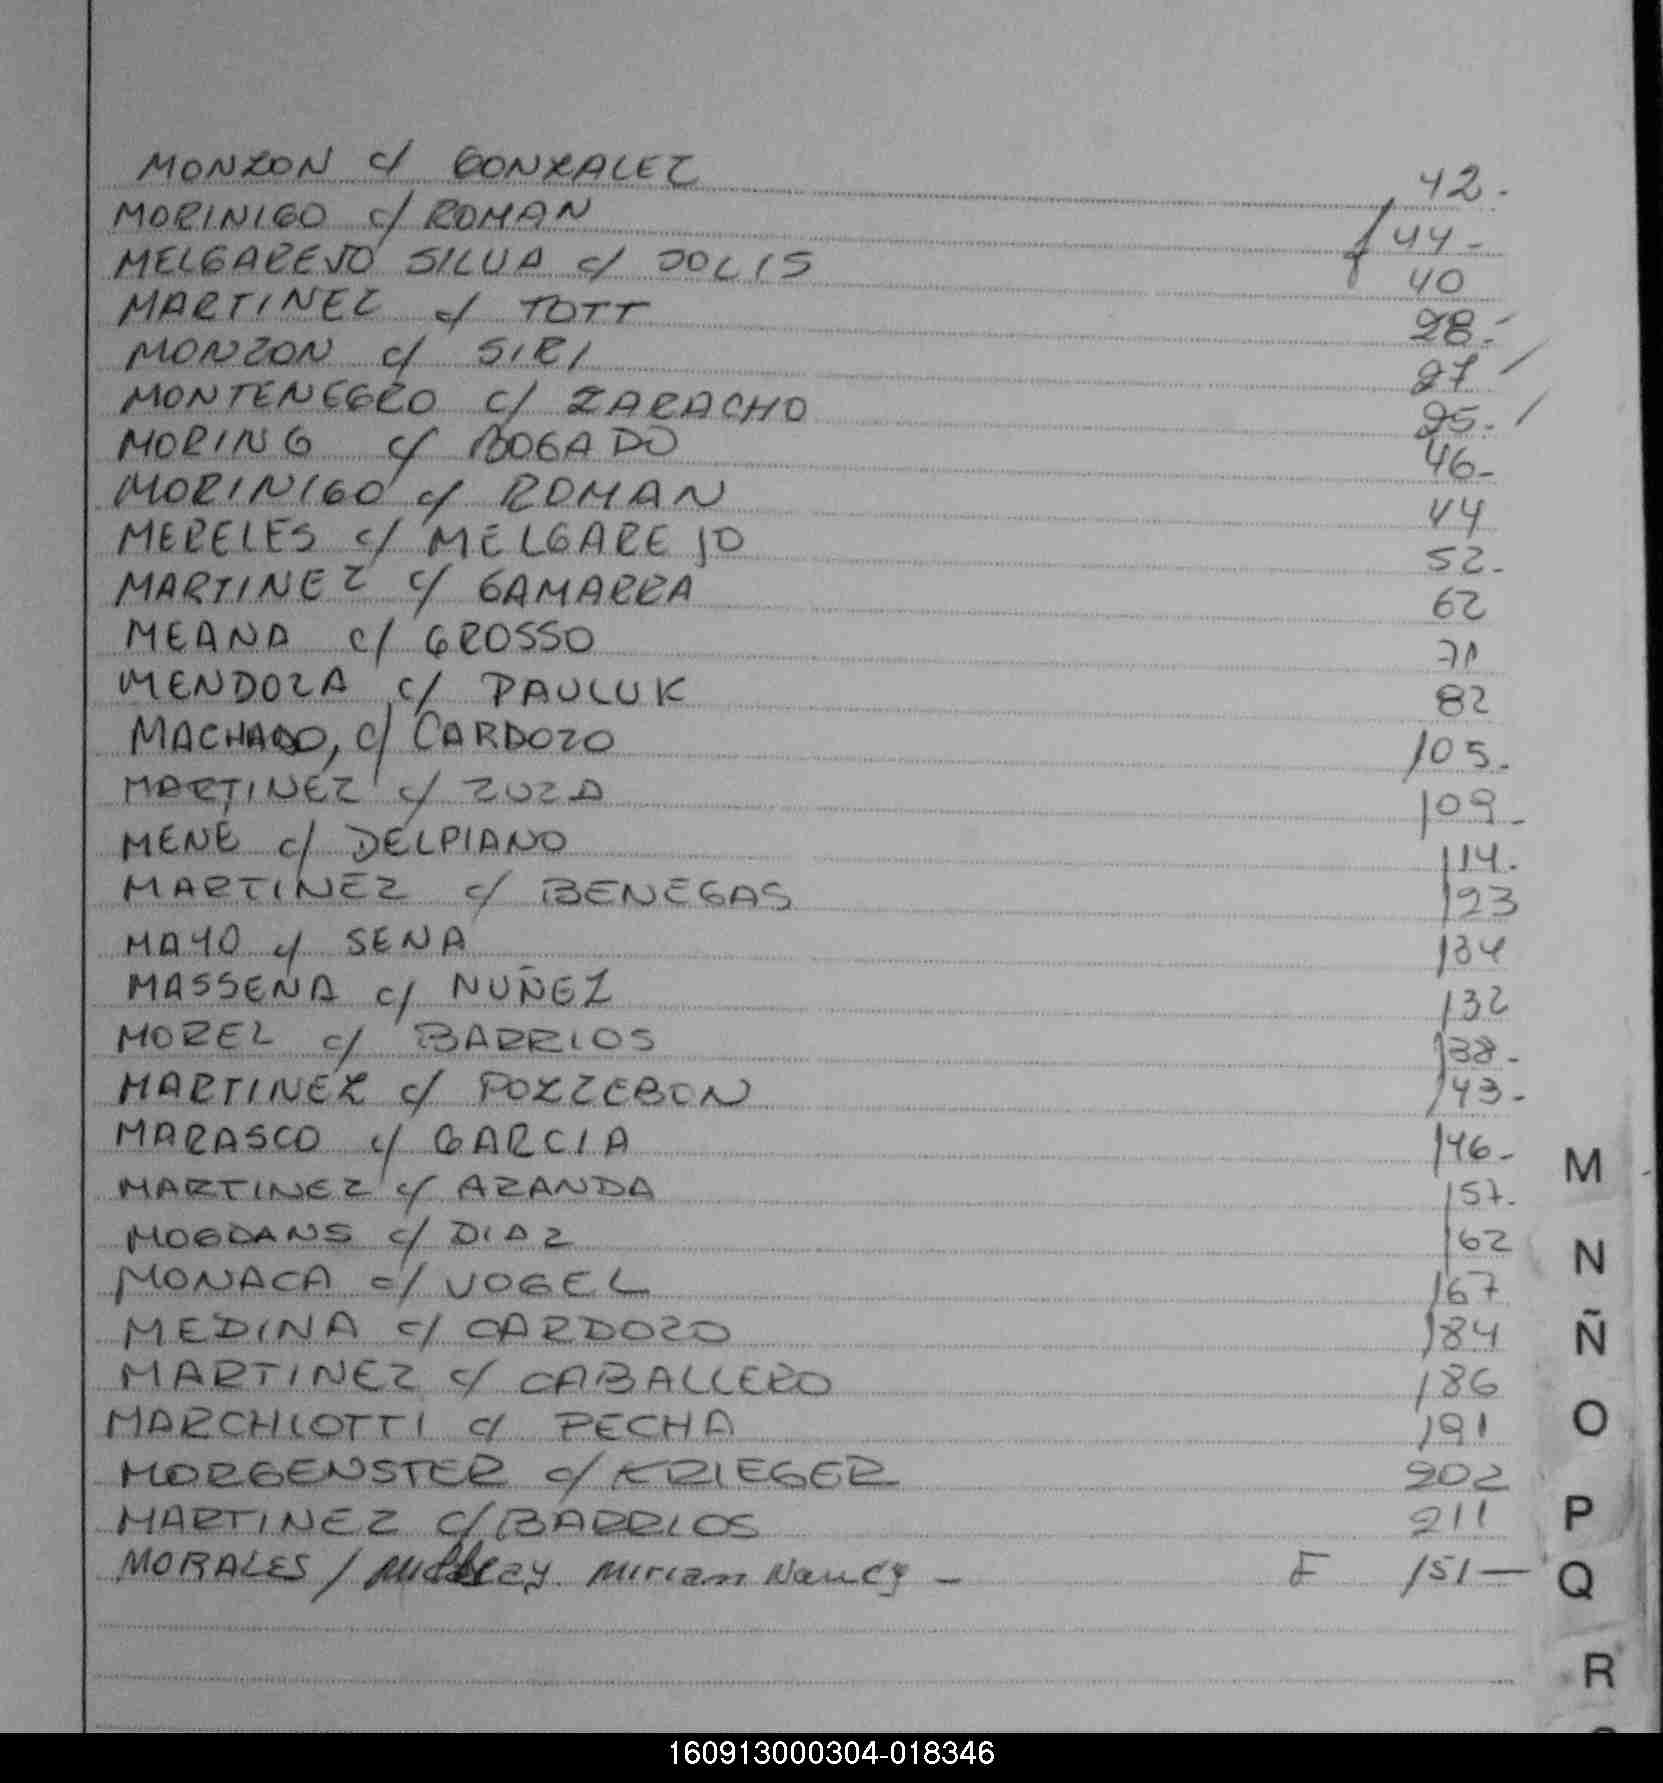 MONZON c/ GONZALEZ 42.-
MORINIGO c/ ROMAN f 44-
MELGAREJO SILVA c/ SOLIS 40
MARTINEZ c/ TOTT 28.-
MONZON c/ SIRI 27
MONTENEGRO c/ ZARACHO 25.
MORING c/ BOGADO 46-
MORINIGO c/ ROMAN 44
MERELES c/ MELGAREJO 52.
MARTINEZ c/ GAMARRA 62
MEANA c/ GROSSO 71
MENDOZA c/ PAULUK 82
MACHADO, c/ CARDOZO 105.
MARTINEZ c/ ZUZA 109-
MENE c/ DELPIANO 114.
MARTINEZ c/ BENEGAS 123
MAYO c/ SENA 134
MASSENA c/ NUÑEZ 132
MOREL c/ BARRIOS 138-
MARTINEZ c/ POZZEBON 143-
MARASCO c/ GARCIA 146-
MARTINEZ c/ ARANDA 157.
MOGDANS c/ DIAZ 162
MONACA c/ VOGEL 167
MEDINA c/ CARDOZO 184
MARTINEZ c/ CABALLERO 186
MARCHIOTTI c/ PECHA 191
MORGENSTER c/ KRIEGER 202
MARTINEZ c/ BARRIOS 211
MORALES / Miriam Nancy - F 151-
M
N
Ñ
O
P
Q
R
160913000304-018346